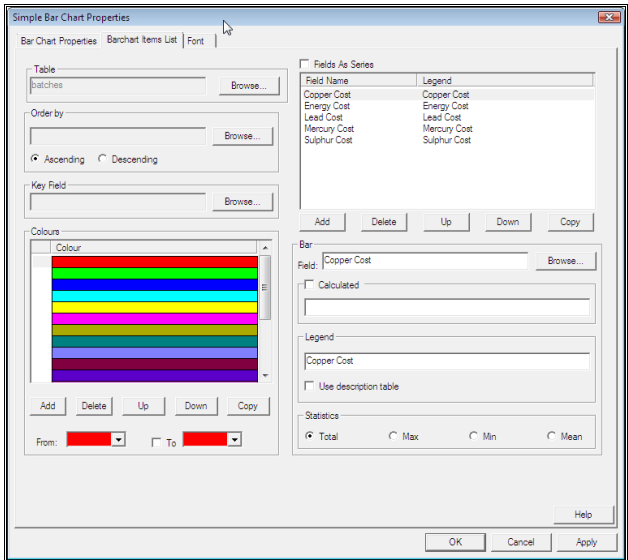 Simple Bar Chart Properties
Bar Chart Properties Barchart Items List Font
Table
batches Browse...
Order by
Browse...
Ascending Descending
Key Field
Browse...
Colours
Colour
Add Delete Up Down Copy
From: To
Fields As Series
Field Name Legend
Copper Cost Copper Cost
Energy Cost Energy Cost
Lead Cost Lead Cost
Mercury Cost Mercury Cost
Sulphur Cost Sulphur Cost
Add Delete Up Down Copy
Bar
Field: Copper Cost Browse...
Calculated
Legend
Copper Cost
Use description table
Statistics
Total Max Min Mean
Help
OK Cancel Apply